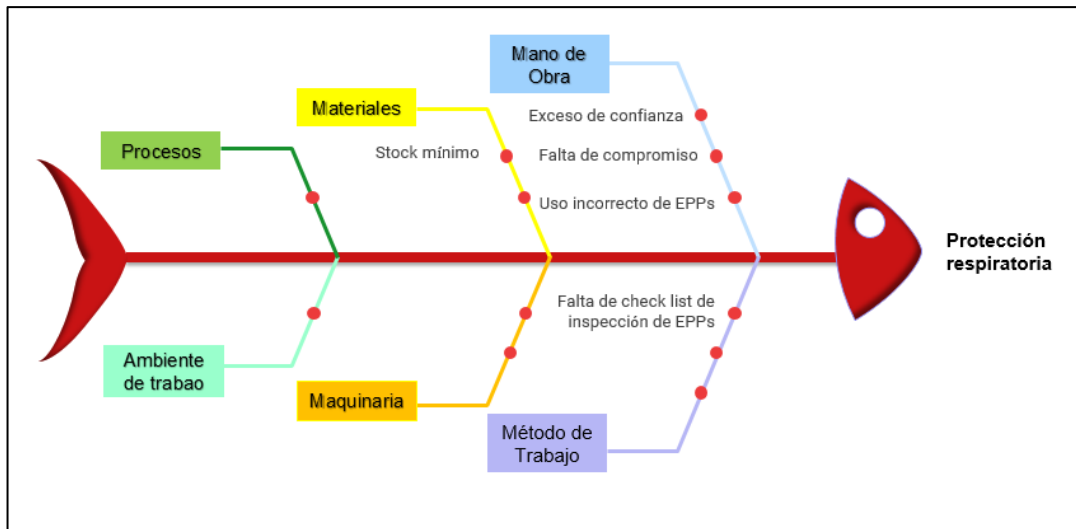 Mano de
Obra
Materiales
Exceso de confianza
Procesos
Stock mínimo
Falta de compromiso
Uso incorrecto de EPPs
Protección
respiratoria
Falta de check list de
inspección de EPPs
Ambiente
de trabao
Maquinaria
Método de
Trabajo